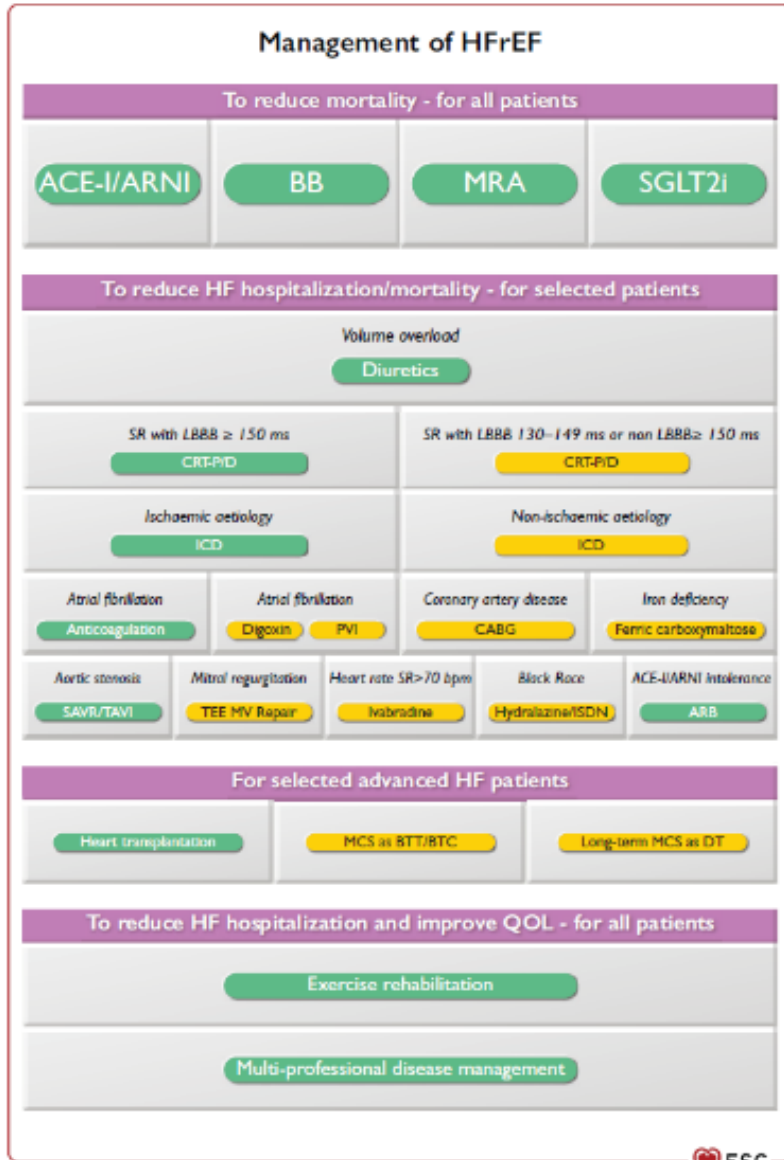 Management of HFrEF
To reduce mortality - for all patients
ACE-I/ARNI BB MRA SGLT2i
To reduce HF hospitalization/mortality - for selected patients
Volume overload
Diuretics
SR with LBBB ≥ 150 ms SR with LBBB 130–149 ms or non LBBB≥ 150 ms
CRT-P/D CRT-P/D
Ischaemic aetiology Non-ischaemic aetiology
ICD ICD
Atrial fibrillation Atrial fibrillation Coronary artery disease Iron deficiency
Anticoagulation Digoxin PVI CABG Ferric carboxymaltose
Aortic stenosis Mitral regurgitation Heart rate SR>70 bpm Black Race ACE-I/ARNI intolerance
SAVR/TAVI TEE MV Repair Ivabradine Hydralazine/ISDN ARB
For selected advanced HF patients
Heart transplantation MCS as BTT/BTC Long-term MCS as DT
To reduce HF hospitalization and improve QOL - for all patients
Exercise rehabilitation
Multi-professional disease management
ESC